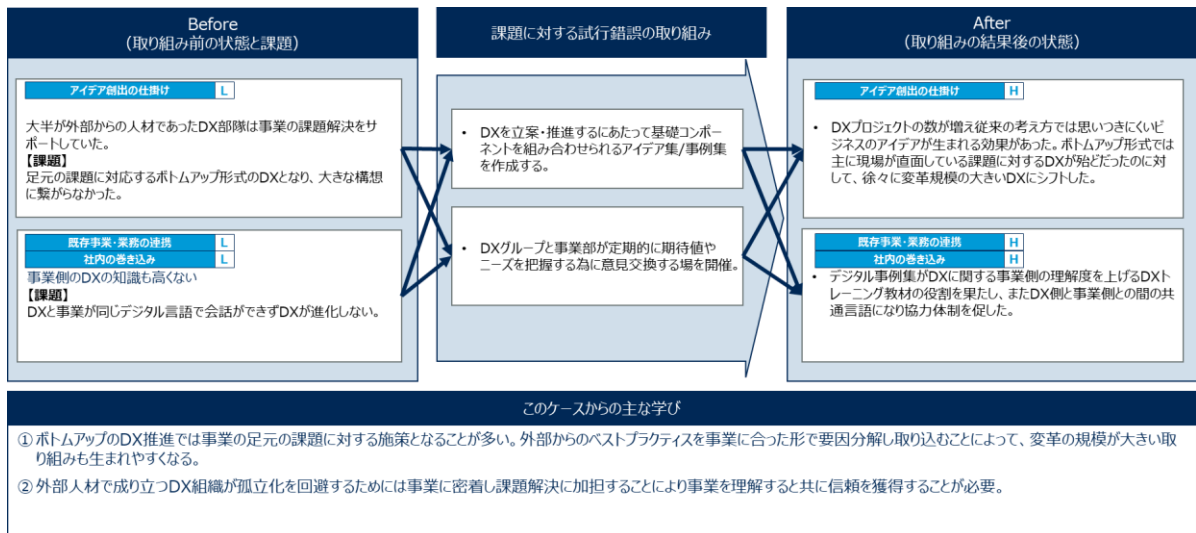 Before
（取り組み前の状態と課題）
アイデア創出の仕掛け L
大半が外部からの人材であったDX部隊は事業の課題解決をサ
ポートしていた。
【課題】
足元の課題に対応するボトムアップ形式のDXとなり、大きな構想
に繋がらなかった。
既存事業・業務の連携 L
社内の巻き込み L
事業側のDXの知識も高くない
【課題】
DXと事業が同じデジタル言語で会話ができずDXが進化しない。
課題に対する試行錯誤の取り組み
• DXを立案・推進するにあたって基礎コンポー
ネントを組み合わせられるアイデア集/事例集
を作成する。
• DXグループと事業部が定期的に期待値や
ニーズを把握する為に意見交換する場を開催。
After
（取り組みの結果後の状態）
アイデア創出の仕掛け H
• DXプロジェクトの数が増え従来の考え方では思いつきにくいビ
ジネスのアイデアが生まれる効果があった。ボトムアップ形式では
主に現場が直面している課題に対するDXが殆どだったのに対
して、徐々に変革規模の大きいDXにシフトした。
既存事業・業務の連携 H
社内の巻き込み H
• デジタル事例集がDXに関する事業側の理解度を上げるDXト
レーニング教材の役割を果たし、またDX側と事業側との間の共
通言語になり協力体制を促した。
このケースからの主な学び
① ボトムアップのDX推進では事業の足元の課題に対する施策となることが多い。外部からのベストプラクティスを事業に合った形で要因分解し取り込むことによって、変革の規模が大きい取
り組みも生まれやすくなる。
② 外部人材で成り立つDX組織が孤立化を回避するためには事業に密着し課題解決に加担することにより事業を理解すると共に信頼を獲得することが必要。